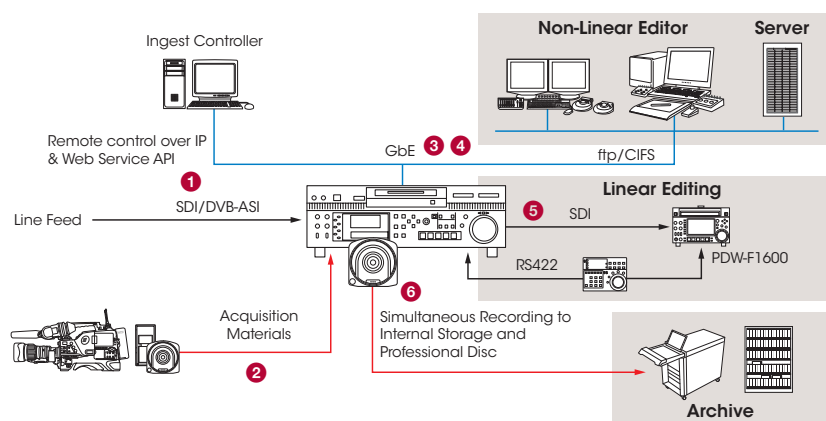 Ingest Controller
Non-Linear Editor
Server
Remote control over IP
& Web Service API
GbE
3
4
ftp/CIFS
1
SDI/DVB-ASI
Line Feed
Linear Editing
5
SDI
RS422
PDW-F1600
6
Acquisition
Materials
2
Simultaneous Recording to
Internal Storage and
Professional Disc
Archive